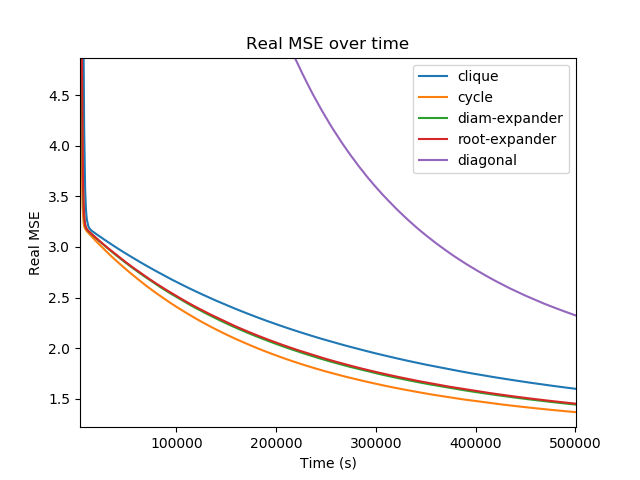 Real MSE over time
Real MSE
4.5
4.0
3.5
3.0
2.5
2.0
1.5
clique
cycle
diam-expander
root-expander
diagonal
100000 200000 300000 400000 500000
Time (s)